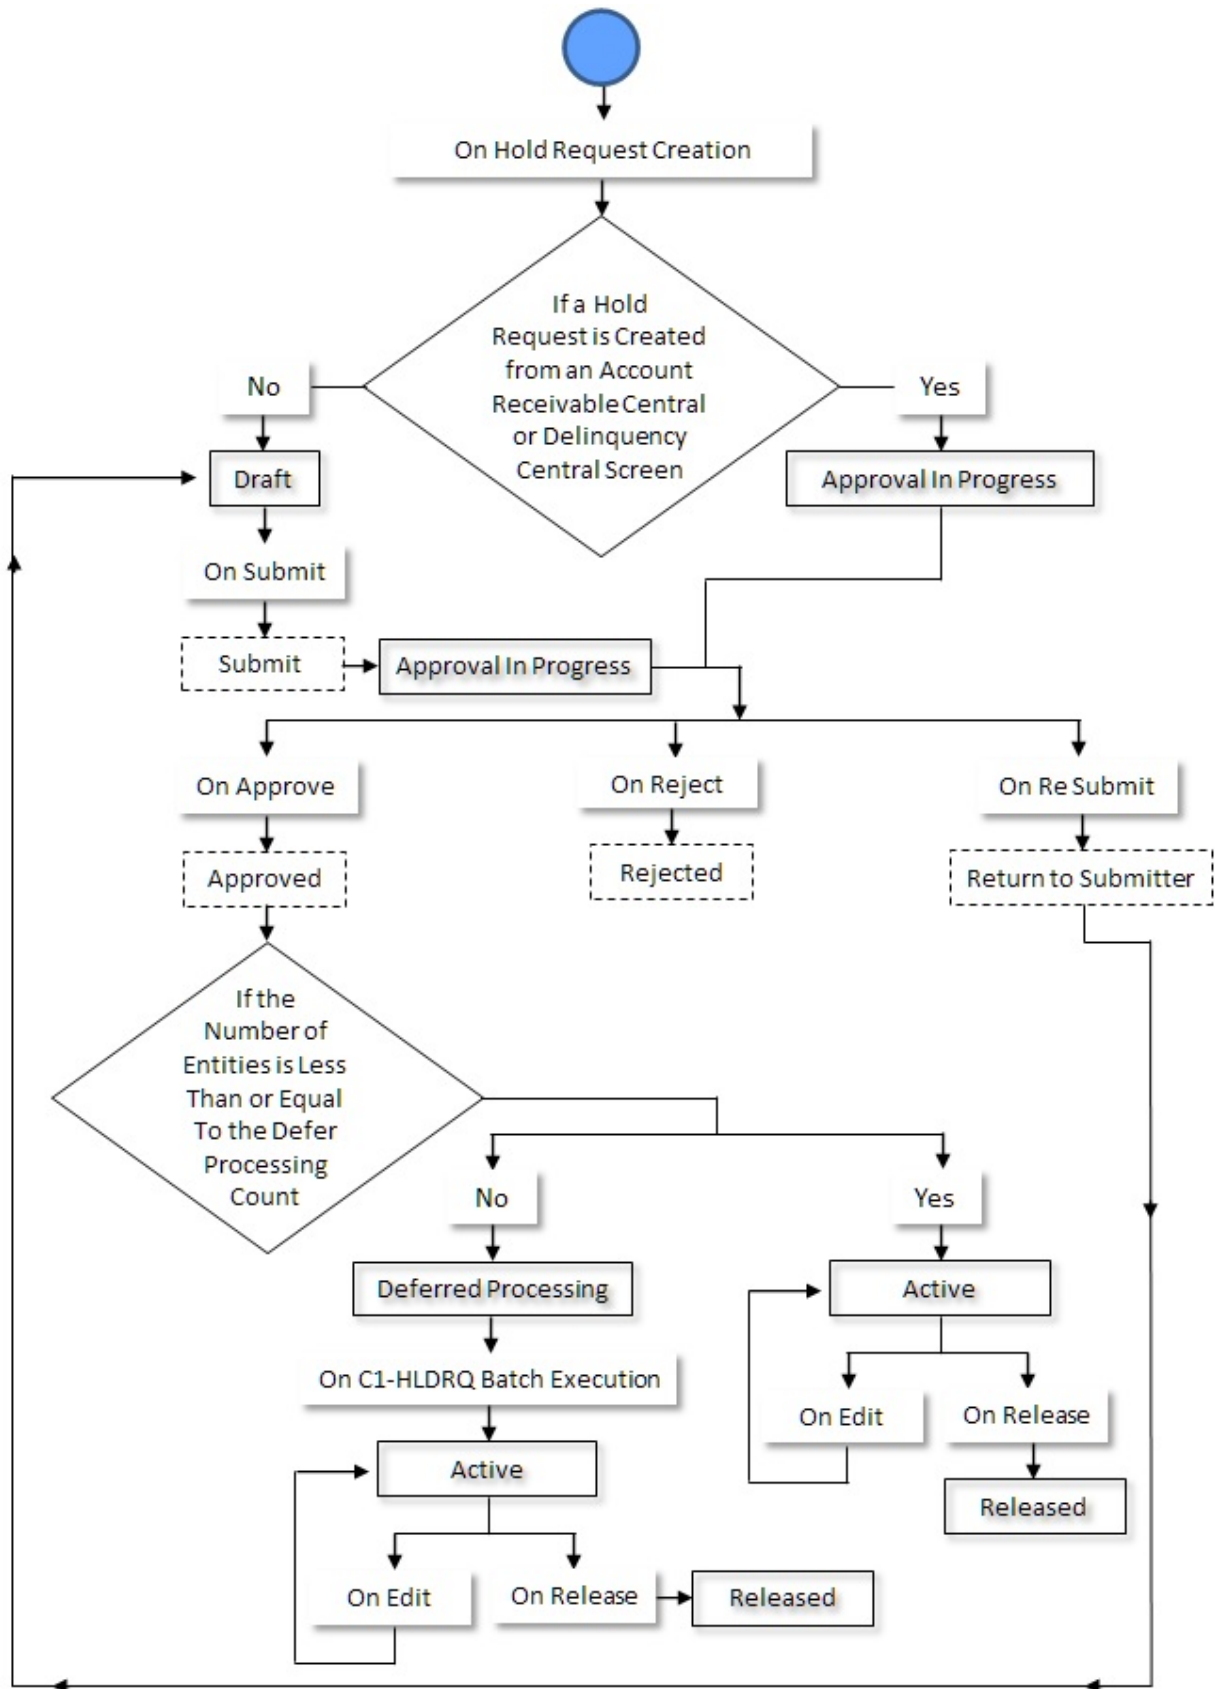 On Hold Request Creation
If a Hold
Request is Created
from an Account
Receivable Central
or Delinquency
Central Screen
No
Yes
Draft
Approval In Progress
On Submit
Submit
Approval In Progress
On Approve
On Reject
On Re Submit
Approved
Rejected
Return to Submitter
If the
Number of
Entities is Less
Than or Equal
To the Defer
Processing
Count
No
Yes
Deferred Processing
Active
On C1-HLDRQ Batch Execution
On Edit
On Release
Active
Released
On Edit
On Release
Released